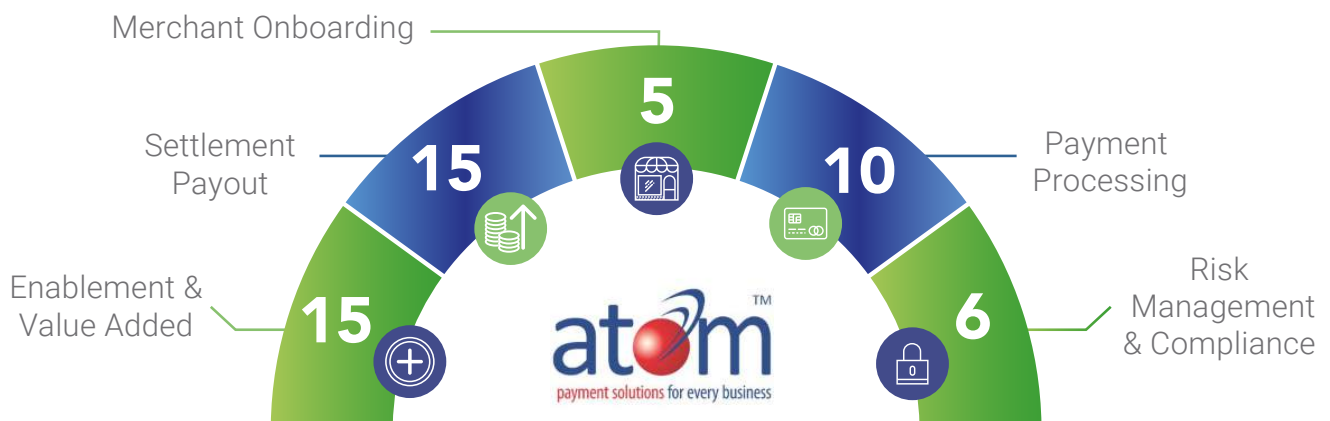 Merchant Onboarding
5
Settlement
Payout
15
10
Payment
Processing
Enablement &
Value Added
15
6
Risk
Management
& Compliance
atom TM
payment solutions for every business
0